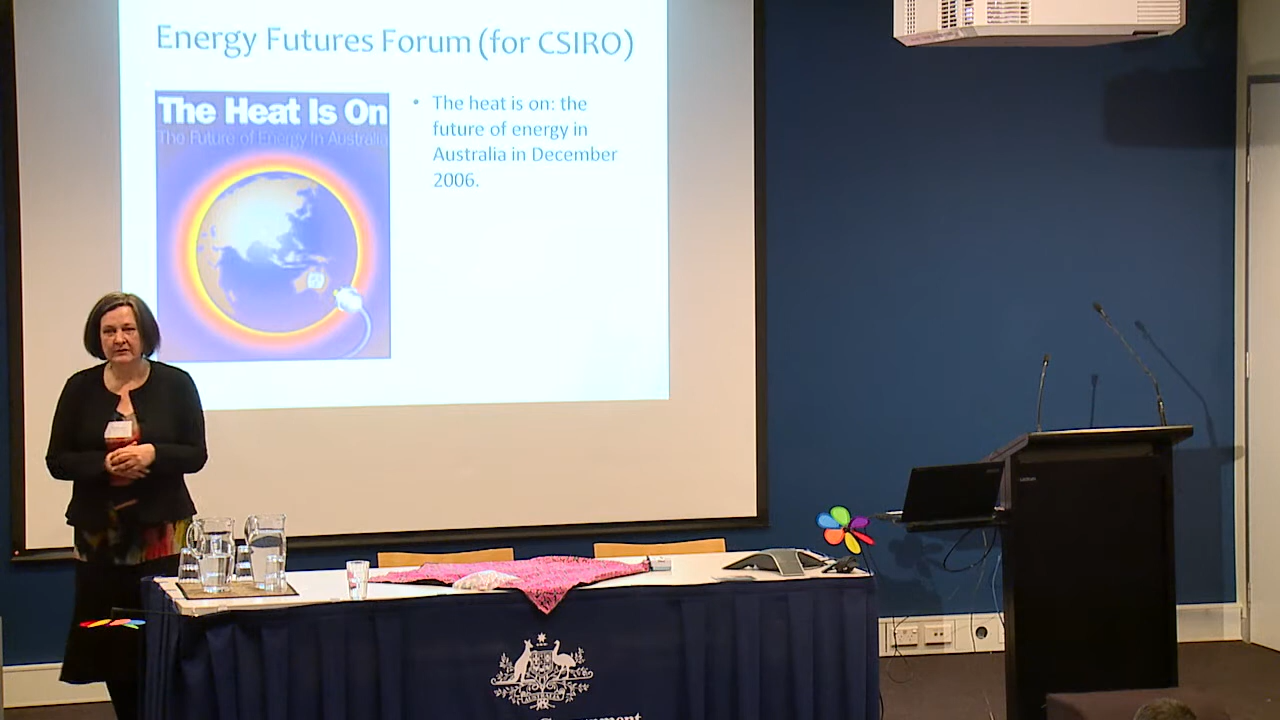 Energy Futures Forum (for CSIRO)
The Heat Is On
The Future of Energy In Australia
• The heat is on: the
future of energy in
Australia in December
2006.